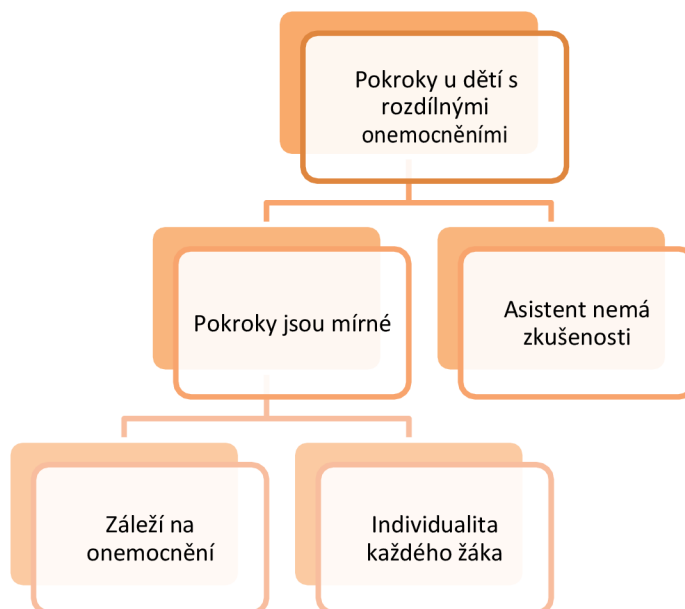 Pokroky u dětí s
rozdílnými
onemocněními
Pokroky jsou mírné
Asistent nemá
zkušenosti
Záleží na
onemocnění
Individualita
každého žáka